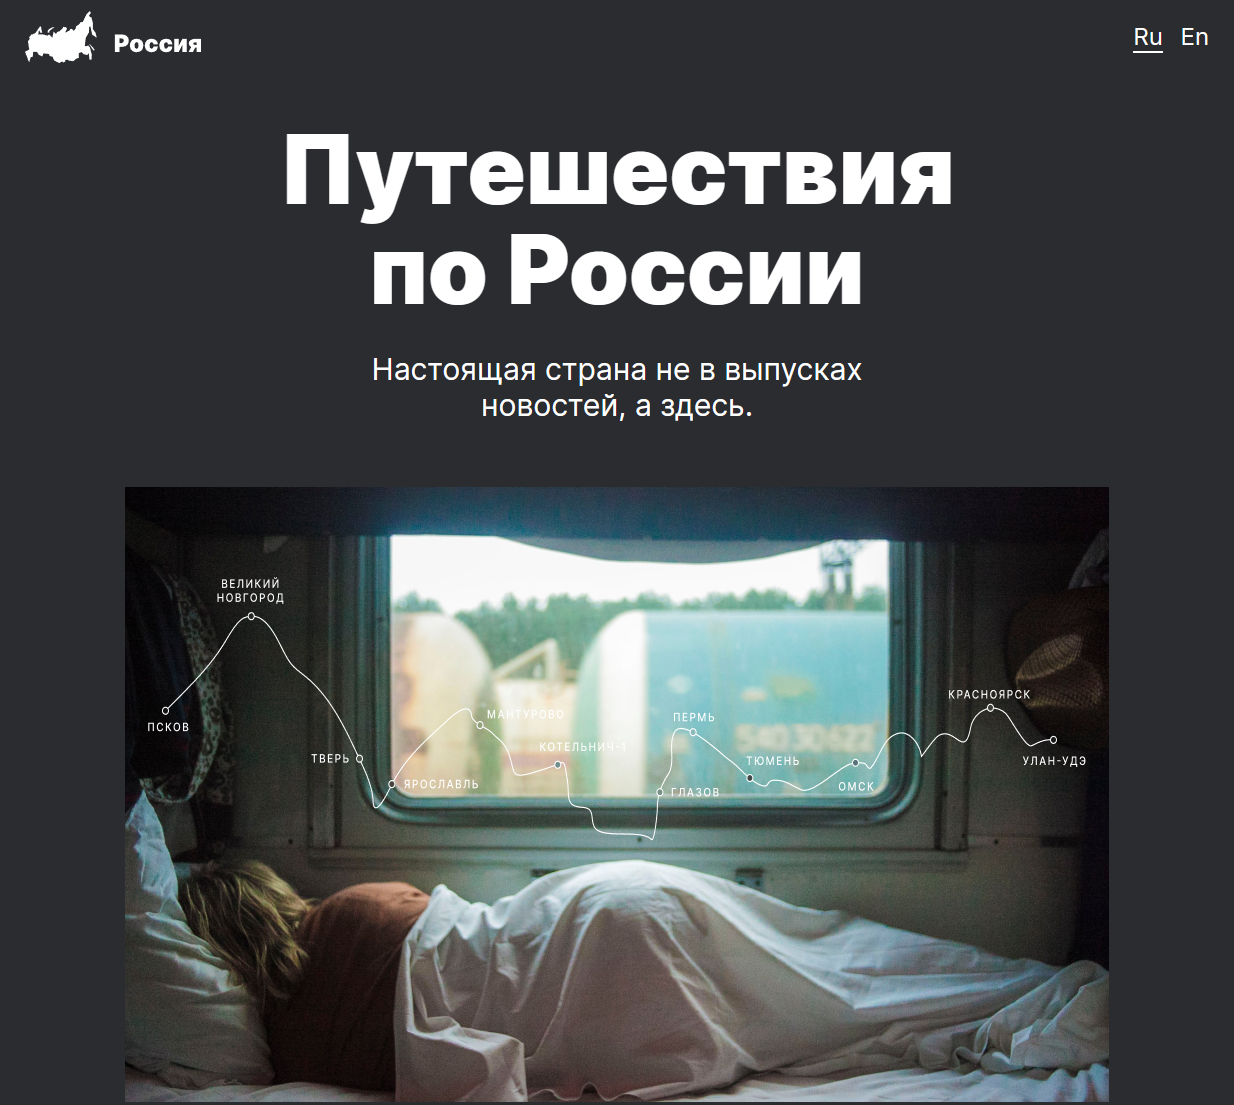 Россия
Ru En
Путешествия
по России
Настоящая страна не в выпусках
новостей, а здесь.
ВЕЛИКИЙ
НОВГОРОД
ПСКОВ
ТВЕРЬ
ЯРОСЛАВЛЬ
МАНТУРОВО
КОТЕЛЬНИЧ-1
ГЛАЗОВ
ПЕРМЬ
ТЮМЕНЬ
ОМСК
КРАСНОЯРСК
УЛАН-УДЭ